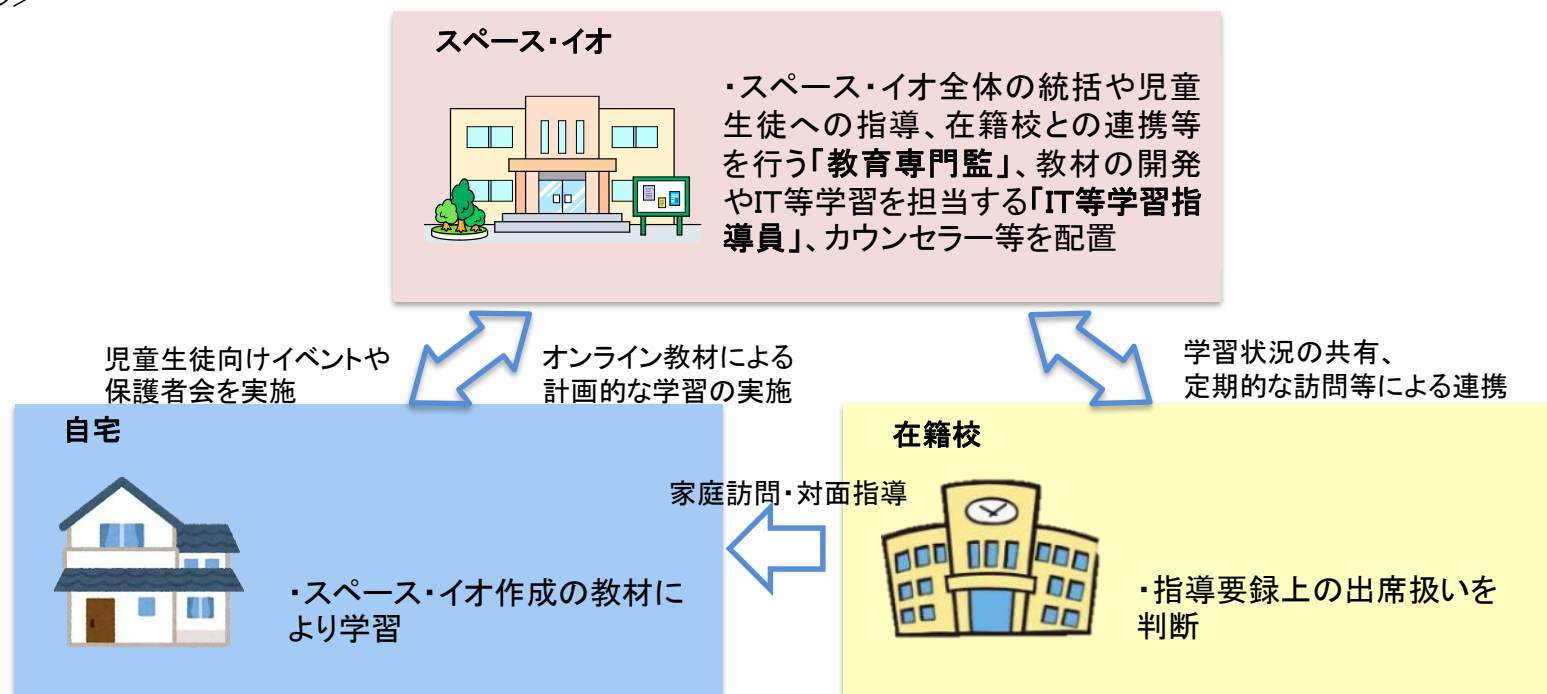 スペース・イオ
・スペース・イオ全体の統括や児童
生徒への指導、在籍校との連携等
を行う「教育専門監」、教材の開発
やIT等学習を担当する「IT等学習指
導員」、カウンセラー等を配置
児童生徒向けイベントや
保護者会を実施
オンライン教材による
計画的な学習の実施
学習状況の共有、
定期的な訪問等による連携
自宅
在籍校
家庭訪問・対面指導
・スペース・イオ作成の教材に
より学習
・指導要録上の出席扱いを
判断